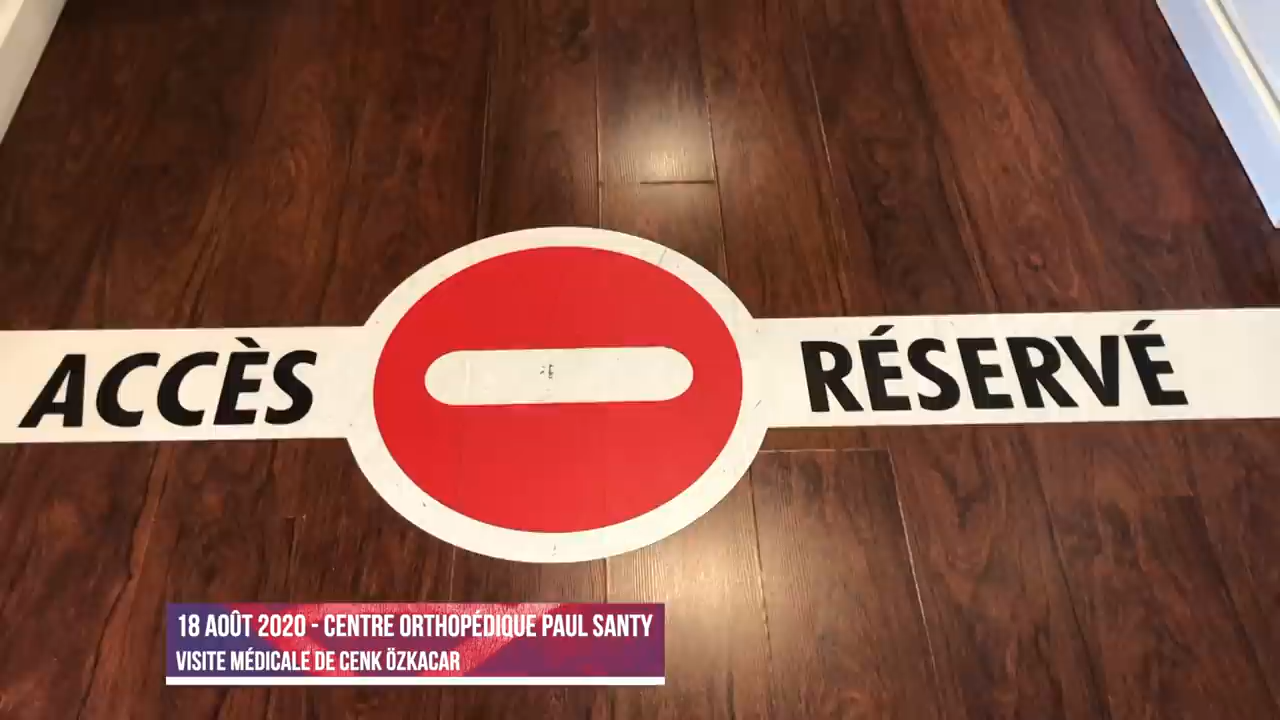 ACCÈS RÉSERVÉ
18 AOÛT 2020 - CENTRE ORTHOPÉDIQUE PAUL SANTY
VISITE MÉDICALE DE CENK ÖZKACAR